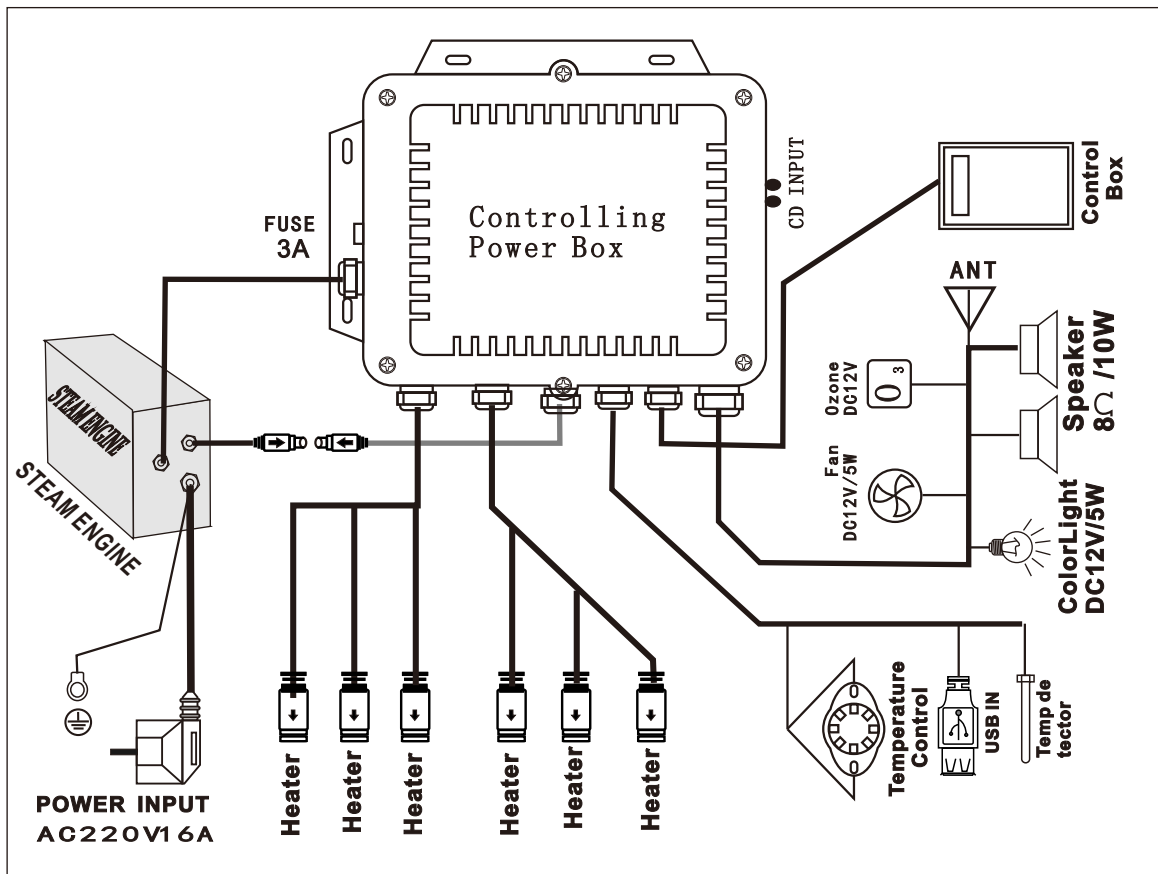 Controlling
Power Box
CD INPUT
FUSE
3A
Control
Box
ANT
Speaker
8Ω /10W
Ozone
DC12V
O 3
Fan
DC12V/5W
ColorLight
DC12V/5W
STEAM ENGINE
STEAM ENGINE
POWER INPUT
AC220V16A
Heater
Heater
Heater
Heater
Heater
Heater
Temperature
Control
USB IN
Temp de
tector